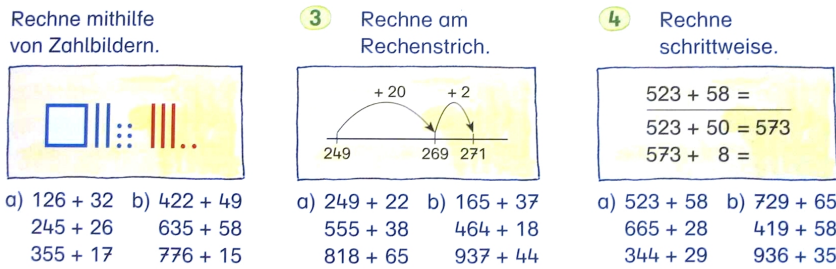 Rechne mithilfe
von Zahlbildern.
a) 126 + 32 b) 422 + 49
245 + 26 635 + 58
355 + 17 776 + 15
3 Rechne am
Rechenstrich.
+ 20 + 2
249 269 271
a) 249 + 22 b) 165 + 37
555 + 38 464 + 18
818 + 65 937 + 44
4 Rechne
schrittweise.
523 + 58 =
523 + 50 = 573
573 + 8 =
a) 523 + 58 b) 729 + 65
665 + 28 419 + 58
344 + 29 936 + 35